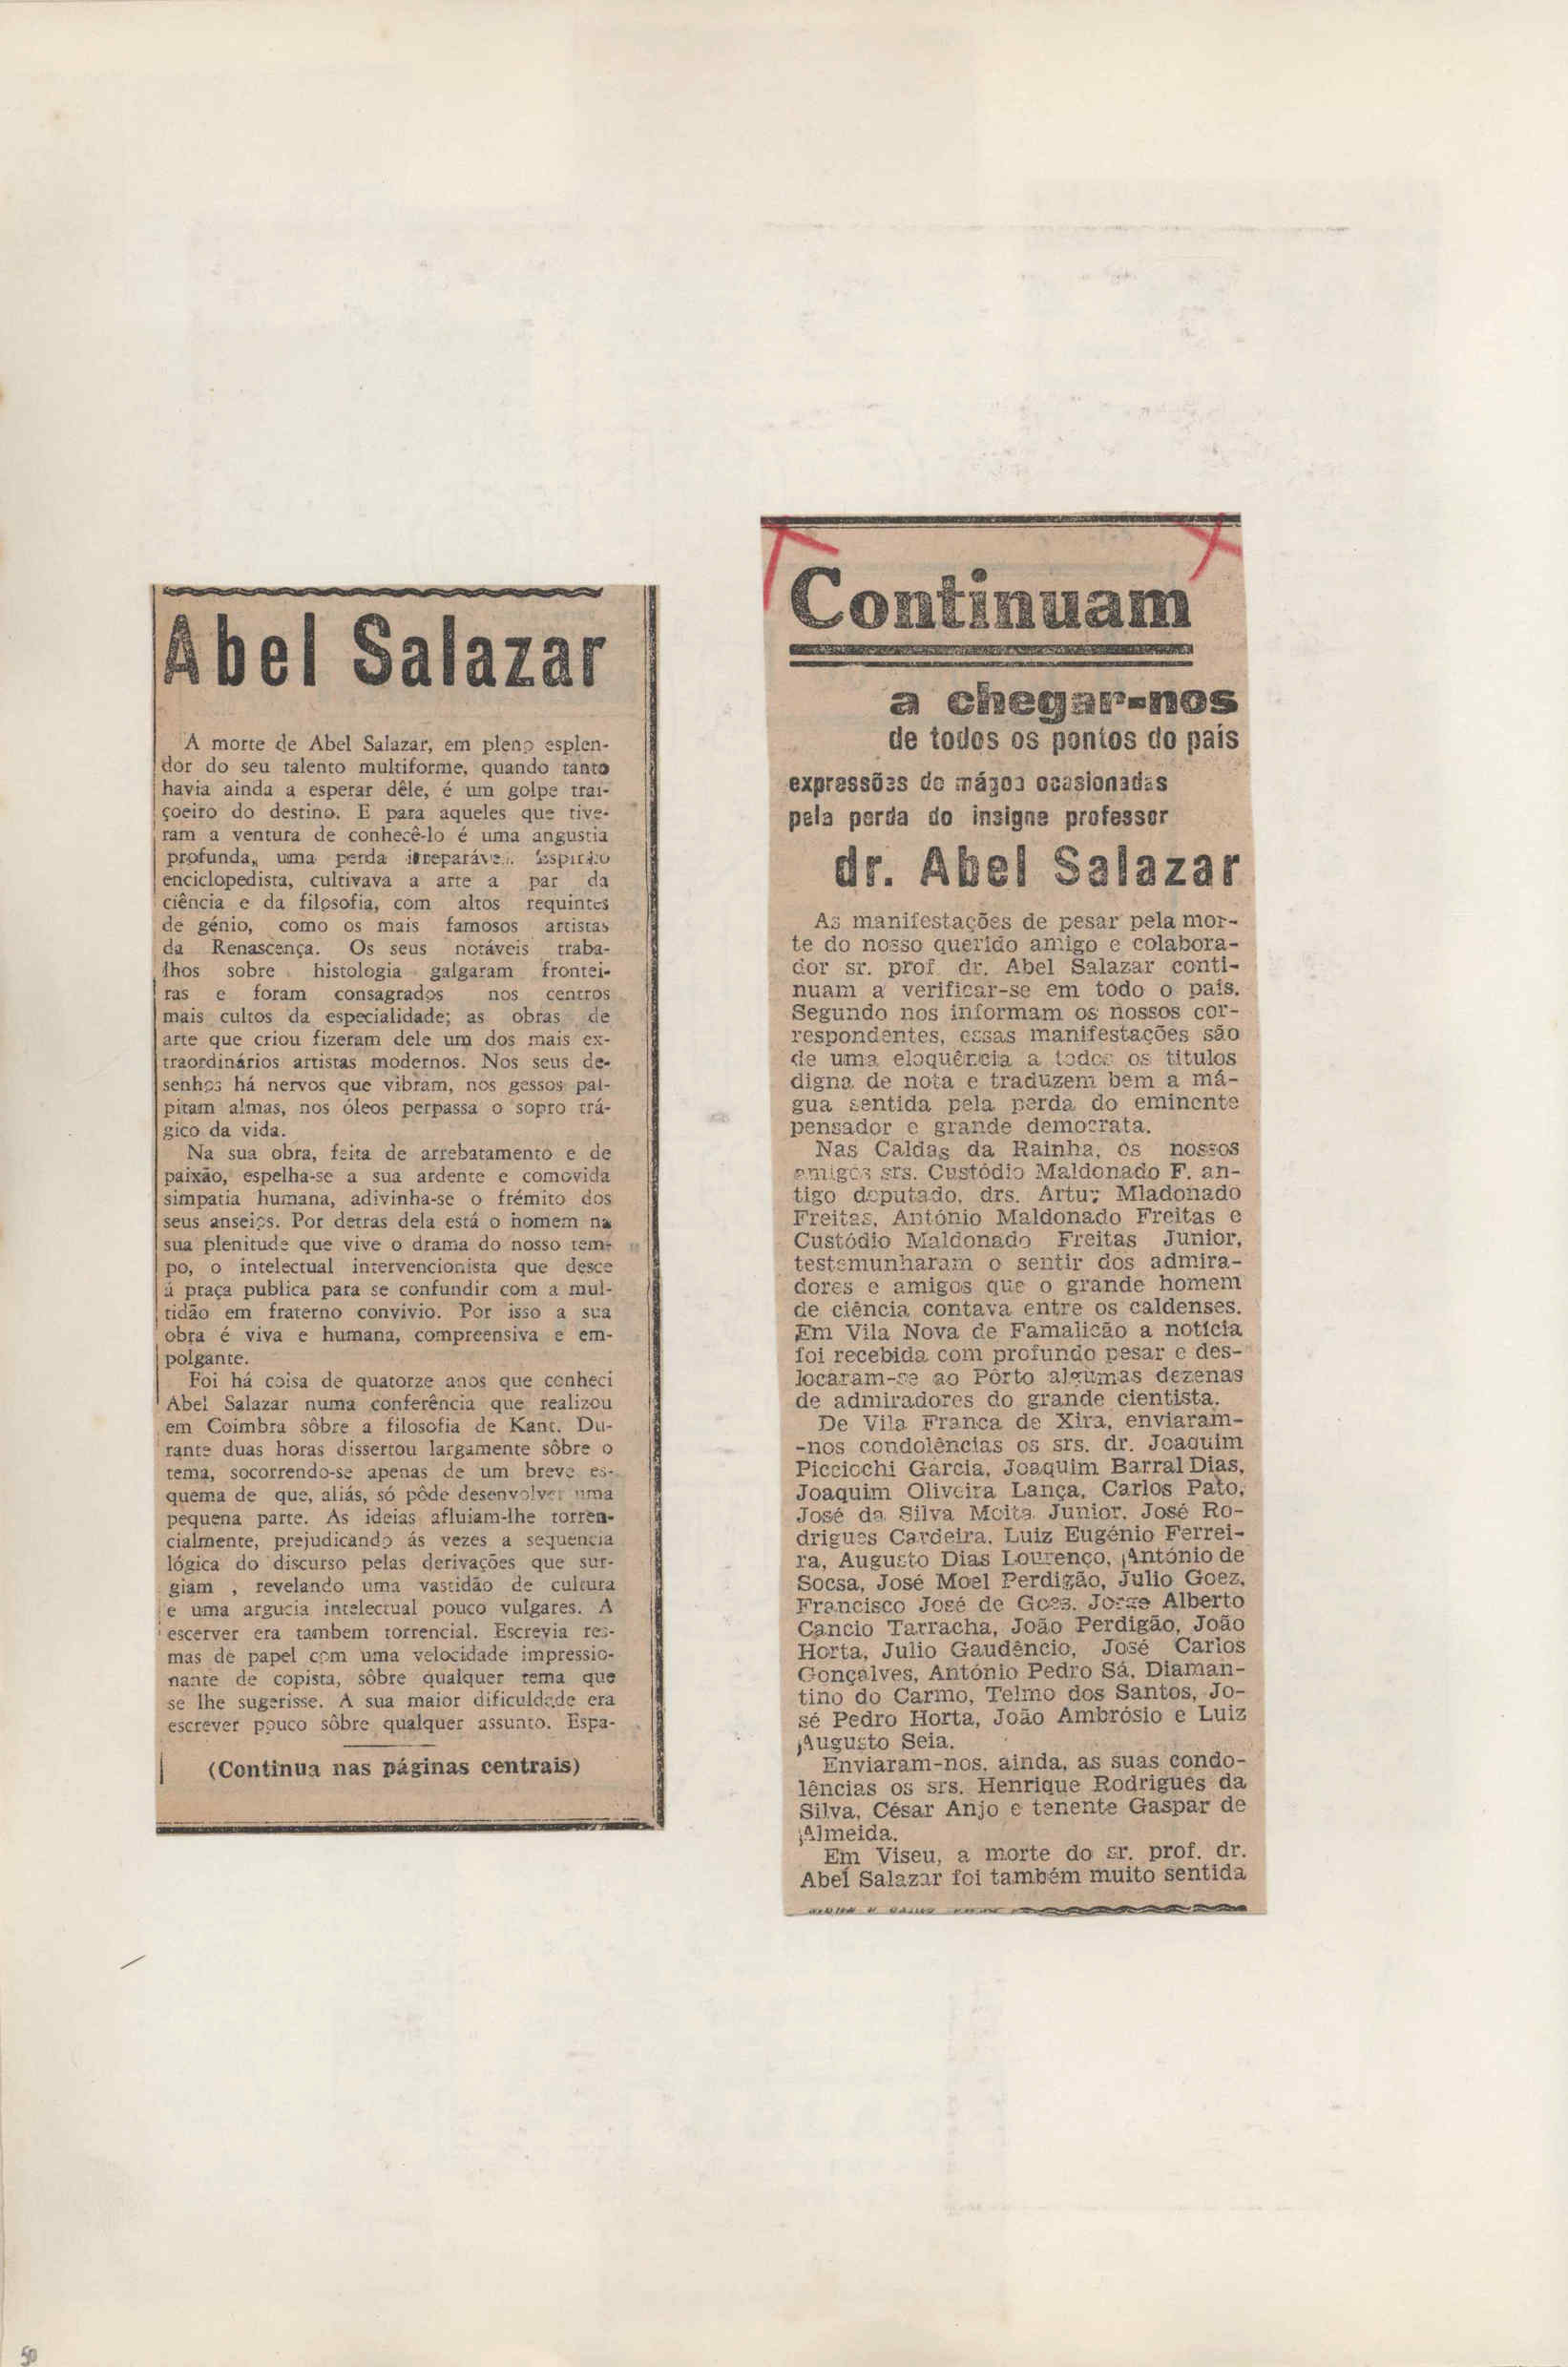 Abel Salazar
A morte de Abel Salazar, em pleno esplen-
dor do seu talento multiforme, quando tanto
havia ainda a esperar dêle, é um golpe trai-
çoeiro do destino. E para aqueles que tive-
ram a ventura de conhecê-lo é uma angustia
profunda, uma perda irreparável. Espirito
enciclopedista, cultivava a arte a par da
ciência e da filosofia, com altos requintes
de génio, como os mais famosos artistas
da Renascença. Os seus notáveis traba-
lhos sobre histologia galgaram frontei-
ras e foram consagrados nos centros
mais cultos da especialidade; as obras de
arte que criou fizeram dele um dos mais ex-
traordinários artistas modernos. Nos seus de-
senhos há nervos que vibram, nos gessos pal-
pitam almas, nos óleos perpassa o sopro trá-
gico da vida.
Na sua obra, feita de arrebatamento e de
paixão, espelha-se a sua ardente e comovida
simpatia humana, adivinha-se o frémito dos
seus anseios. Por detras dela está o homem na
sua plenitude que vive o drama do nosso tem-
po, o intelectual intervencionista que desce
á praça publica para se confundir com a mul-
tidão em fraterno convivio. Por isso a sua
obra é viva e humana, compreensiva e em-
polgante.
Foi há coisa de quatorze anos que conheci
Abel Salazar numa conferência que realizou
em Coimbra sôbre a filosofia de Kant. Du-
rante duas horas dissertou largamente sôbre o
tema, socorrendo-se apenas de um breve es-
quema de que, aliás, só pôde desenvolver uma
pequena parte. As ideias afluiam-lhe torren-
cialmente, prejudicando ás vezes a sequencia
lógica do discurso pelas derivações que sur-
giam , revelando uma vastidão de cultura
e uma argucia intelectual pouco vulgares. A
escerver era tambem torrencial. Escrevia res-
mas de papel com uma velocidade impressio-
nante de copista, sôbre qualquer tema que
se lhe sugerisse. A sua maior dificuldade era
escrever pouco sôbre qualquer assunto. Espa-
(Continua nas páginas centrais)
Continuam
a chegar-nos
de todos os pontos do país
expressões de mágoa ocasionadas
pela perda do insigne professor
dr. Abel Salazar
As manifestações de pesar pela mor-
te do nosso querido amigo e colabora-
dor sr. prof. dr. Abel Salazar conti-
nuam a verificar-se em todo o país.
Segundo nos informam os nossos cor-
respondentes, essas manifestações são
de uma eloquência a todos os titulos
digna de nota e traduzem bem a má-
gua sentida pela perda do eminente
pensador e grande democrata.
Nas Caldas da Rainha, os nossos
amigos srs. Custódio Maldonado F. an-
tigo deputado, drs. Artur Mladonado
Freitas, António Maldonado Freitas e
Custódio Maldonado Freitas Junior,
testemunharam o sentir dos admira-
dores e amigos que o grande homem
de ciência contava entre os caldenses.
Em Vila Nova de Famalicão a notícia
foi recebida com profundo pesar e des-
locaram-se ao Pôrto algumas dezenas
de admiradores do grande cientista.
De Vila Franca de Xira, enviaram-
-nos condolências os srs. dr. Joaquim
Picciochi Garcia, Joaquim Barral Dias,
Joaquim Oliveira Lança, Carlos Pato,
José da Silva Moita Junior, José Ro-
drigues Cardeira, Luiz Eugénio Ferrei-
ra, Augusto Dias Lourenço, António de
Socsa, José Moel Perdigão, Julio Goez,
Francisco José de Goes, Jorge Alberto
Cancio Tarracha, João Perdigão, João
Horta, Julio Gaudêncio, José Carlos
Gonçalves, António Pedro Sá, Diaman-
tino do Carmo, Telmo dos Santos, Jo-
sé Pedro Horta, João Ambrósio e Luiz
Augusto Seia.
Enviaram-nos, ainda, as suas condo-
lências os srs. Henrique Rodrigues da
Silva, César Anjo e tenente Gaspar de
Almeida.
Em Viseu, a morte do sr. prof. dr.
Abel Salazar foi também muito sentida
50